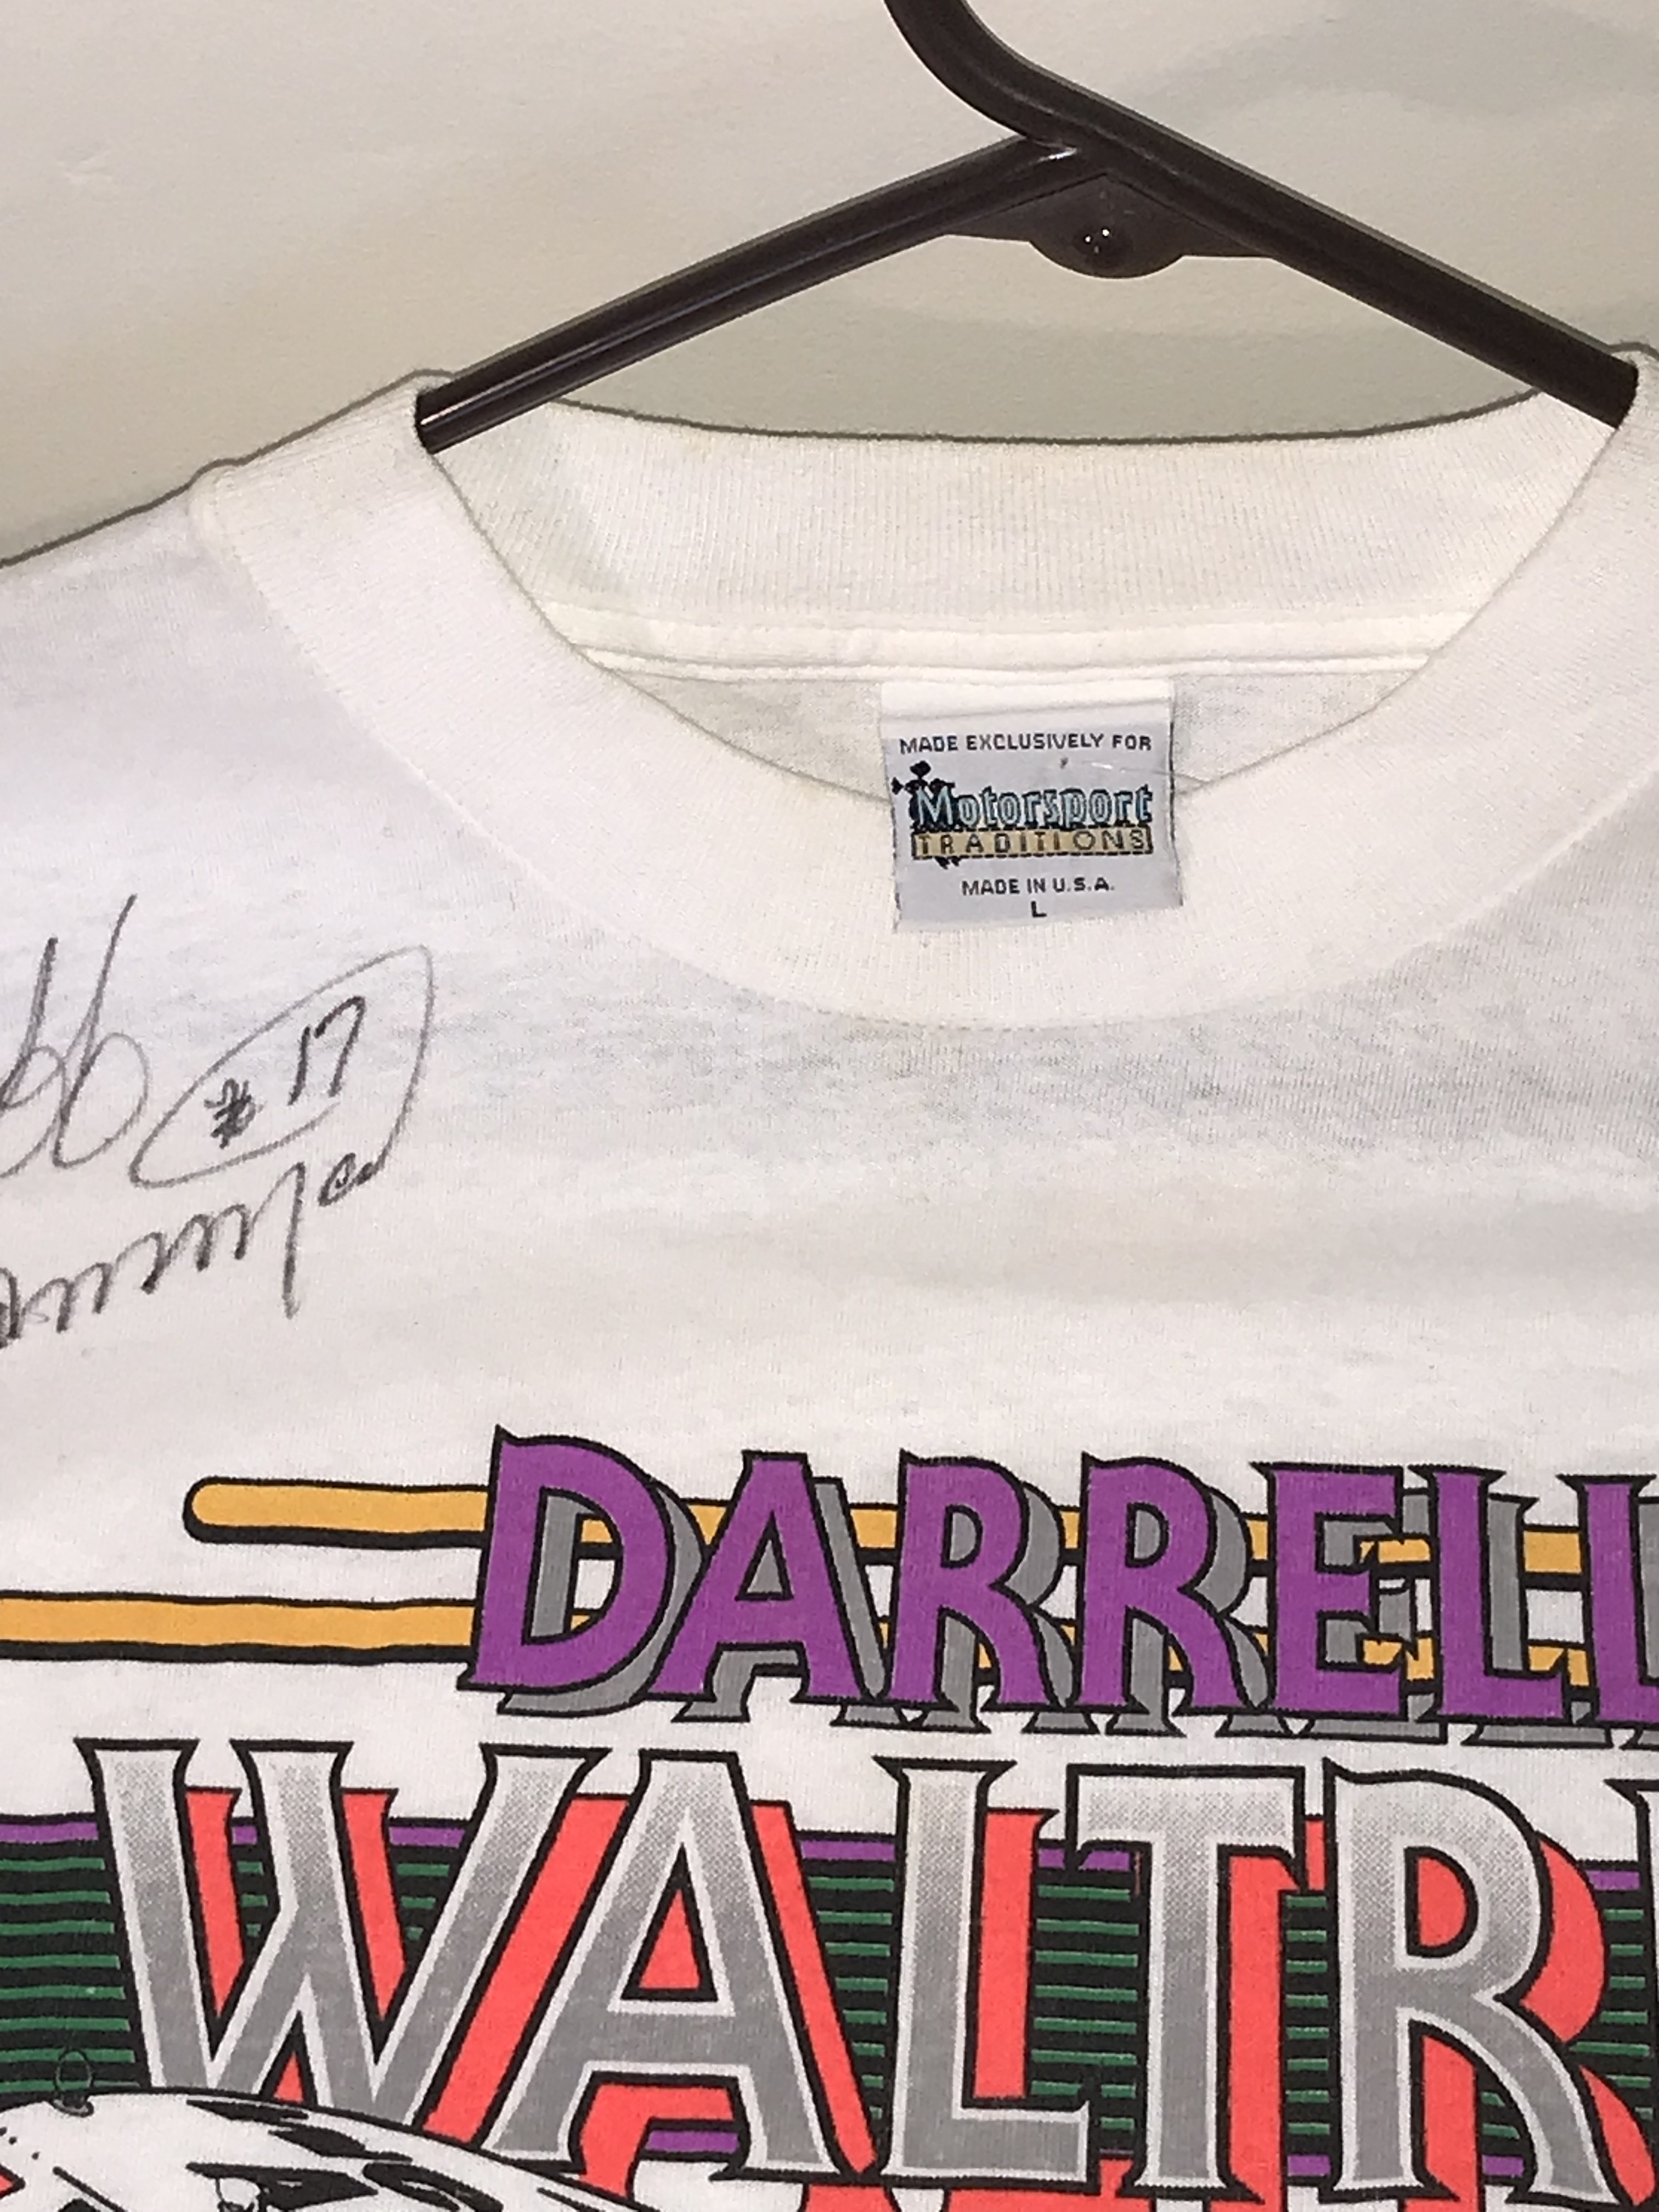 MADE EXCLUSIVELY FOR
Motorsport
TRADITIONS
MADE IN U.S.A.
L
#17
DARRELL
WALTR